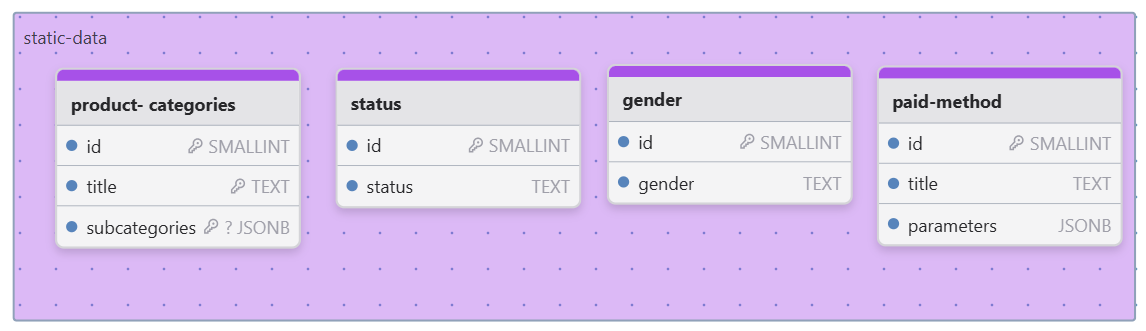 static-data
product- categories
id SMALLINT
title TEXT
subcategories ? JSONB
status
id SMALLINT
status TEXT
gender
id SMALLINT
gender TEXT
paid-method
id SMALLINT
title TEXT
parameters JSONB